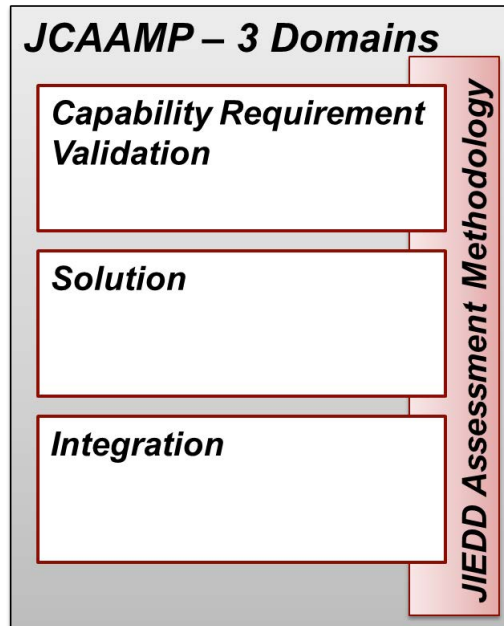 JCAAMP – 3 Domains
Capability Requirement
Validation
Solution
Integration
JIEDD Assessment Methodology